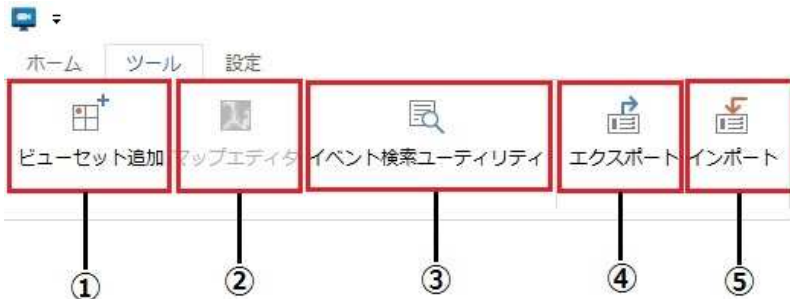 ホーム ツール 設定
ビューセット追加 マップエディタ イベント検索ユーティリティ エクスポート インポート
① ② ③ ④ ⑤